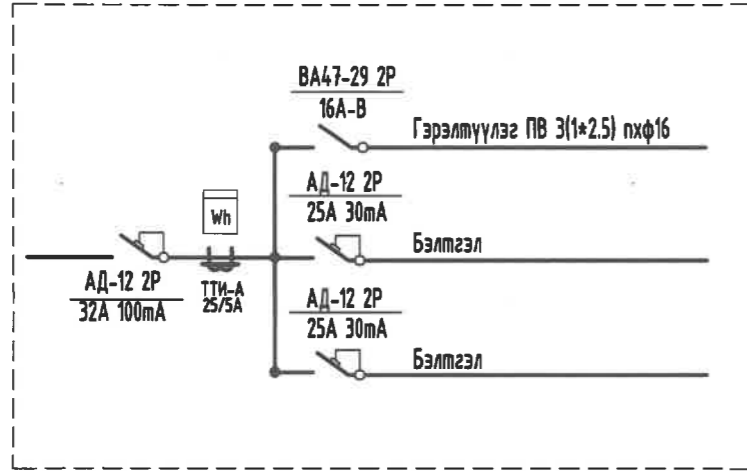 ВА47-29 2Р
16А-В
Гэрэлтүүлэг ПВ 3(1*2.5) пхф16
АД-12 2Р
25А 30mA
Wh
Бэлтгэл
АД-12 2Р
32А 100mA
ТТИ-А
25/5А
АД-12 2Р
25А 30mA
Бэлтгэл